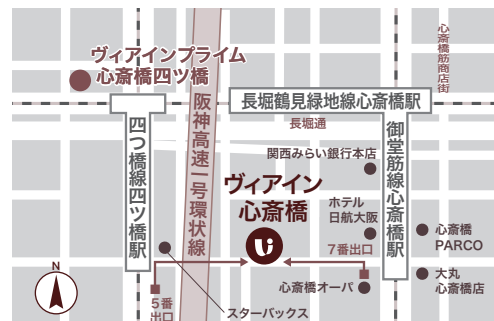 ヴィアインプライム
心斎橋四ツ橋
心斎橋筋商店街
阪神高速一号環状線
長堀鶴見緑地線心斎橋駅
長堀通
四つ橋線四ツ橋駅
御堂筋線心斎橋駅
関西みらい銀行本店
ヴィアイン
心斎橋
ホテル
日航大阪
心斎橋
PARCO
7番出口
大丸
心斎橋店
心斎橋オーパ
N
5番
出口
スターバックス